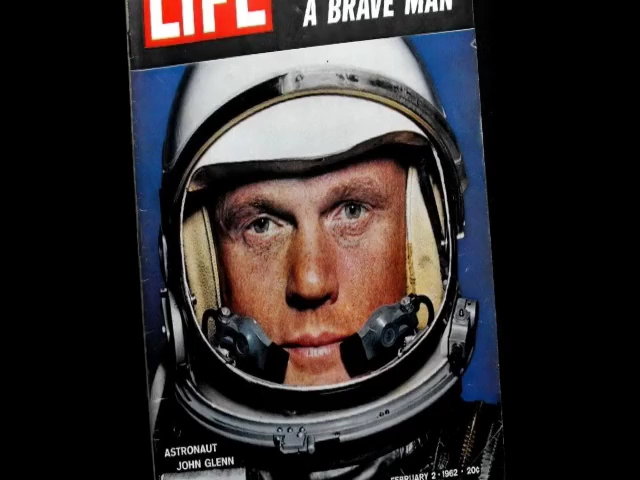 LIFE
A BRAVE MAN
ASTRONAUT
JOHN GLENN
FEBRUARY 2 · 1962 · 20¢